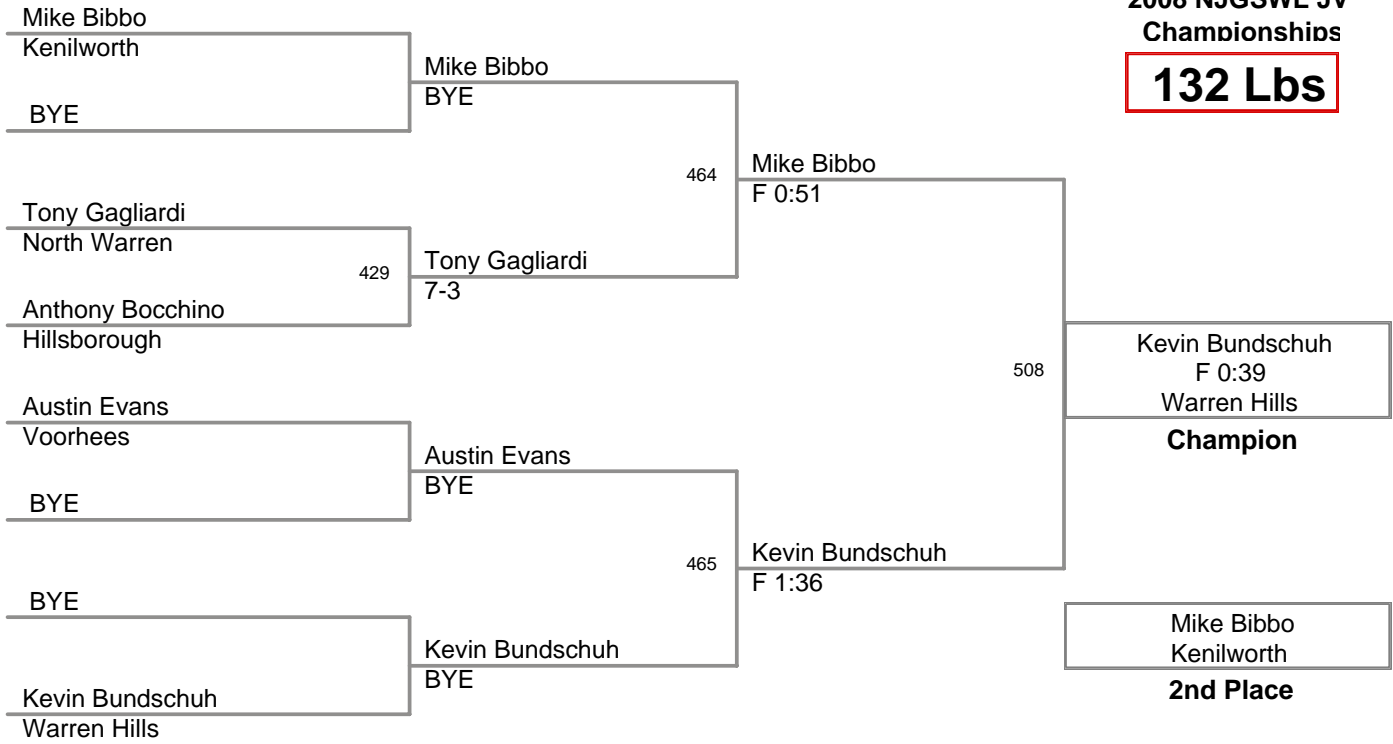 2008 NJGSWL JV
Championships
132 Lbs
Mike Bibbo
Kenilworth
BYE
Tony Gagliardi
North Warren
429
Anthony Bocchino
Hillsborough
Austin Evans
Voorhees
BYE
BYE
Kevin Bundschuh
Warren Hills
Mike Bibbo
BYE
464
Tony Gagliardi
7-3
Austin Evans
BYE
465
Kevin Bundschuh
BYE
Mike Bibbo
F 0:51
508
Kevin Bundschuh
F 1:36
Kevin Bundschuh
F 0:39
Warren Hills
Champion
Mike Bibbo
Kenilworth
2nd Place